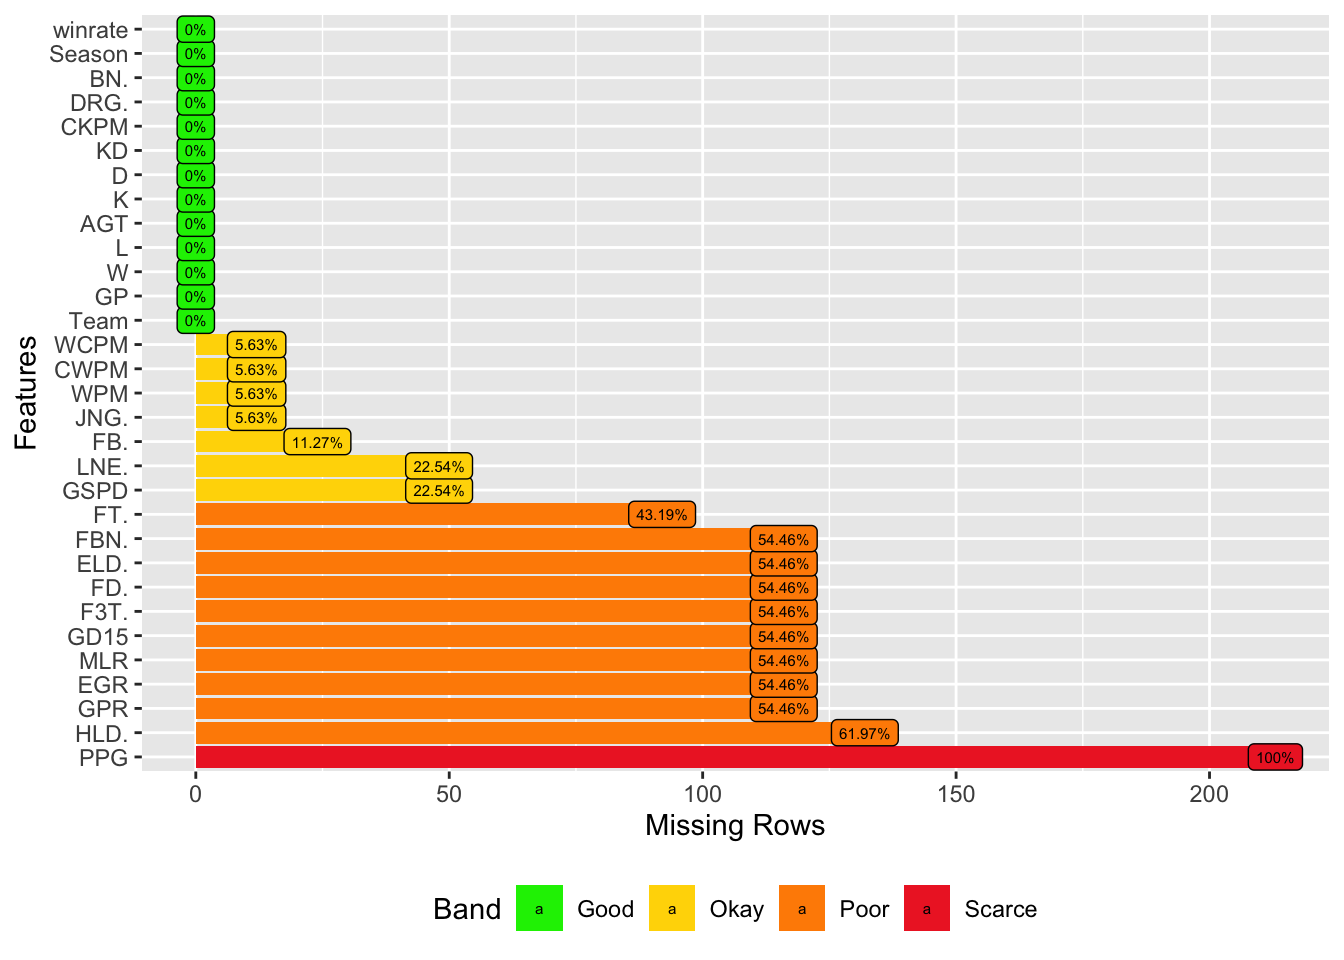 winrate 0%
Season 0%
BN. 0%
DRG. 0%
CKPM 0%
KD 0%
D 0%
K 0%
AGT 0%
L 0%
W 0%
GP 0%
Team 0%
WCPM 5.63%
CWPM 5.63%
WPM 5.63%
JNG. 5.63%
FB. 11.27%
LNE. 22.54%
GSPD 22.54%
FT. 43.19%
FBN. 54.46%
ELD. 54.46%
FD. 54.46%
F3T. 54.46%
GD15 54.46%
MLR 54.46%
EGR 54.46%
GPR 54.46%
HLD. 61.97%
PPG 100%
Features
0 50 100 150 200
Missing Rows
Band a Good a Okay a Poor a Scarce